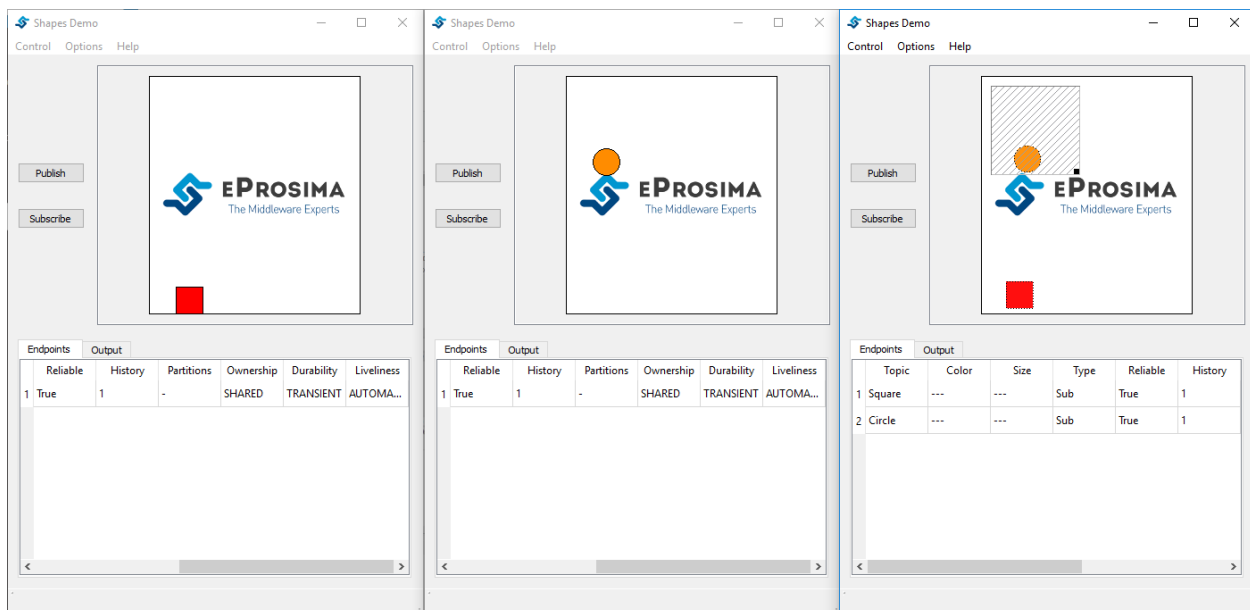 Shapes Demo
Control Options Help
Publish
Subscribe
ePROSIMA
The Middleware Experts
Endpoints Output
Reliable History Partitions Ownership Durability Liveliness
1 True 1 - SHARED TRANSIENT AUTOMA...
Shapes Demo
Control Options Help
Publish
Subscribe
ePROSIMA
The Middleware Experts
Endpoints Output
Reliable History Partitions Ownership Durability Liveliness
1 True 1 - SHARED TRANSIENT AUTOMA...
Shapes Demo
Control Options Help
Publish
Subscribe
ePROSIMA
The Middleware Experts
Endpoints Output
Topic Color Size Type Reliable History
1 Square --- --- Sub True 1
2 Circle --- --- Sub True 1